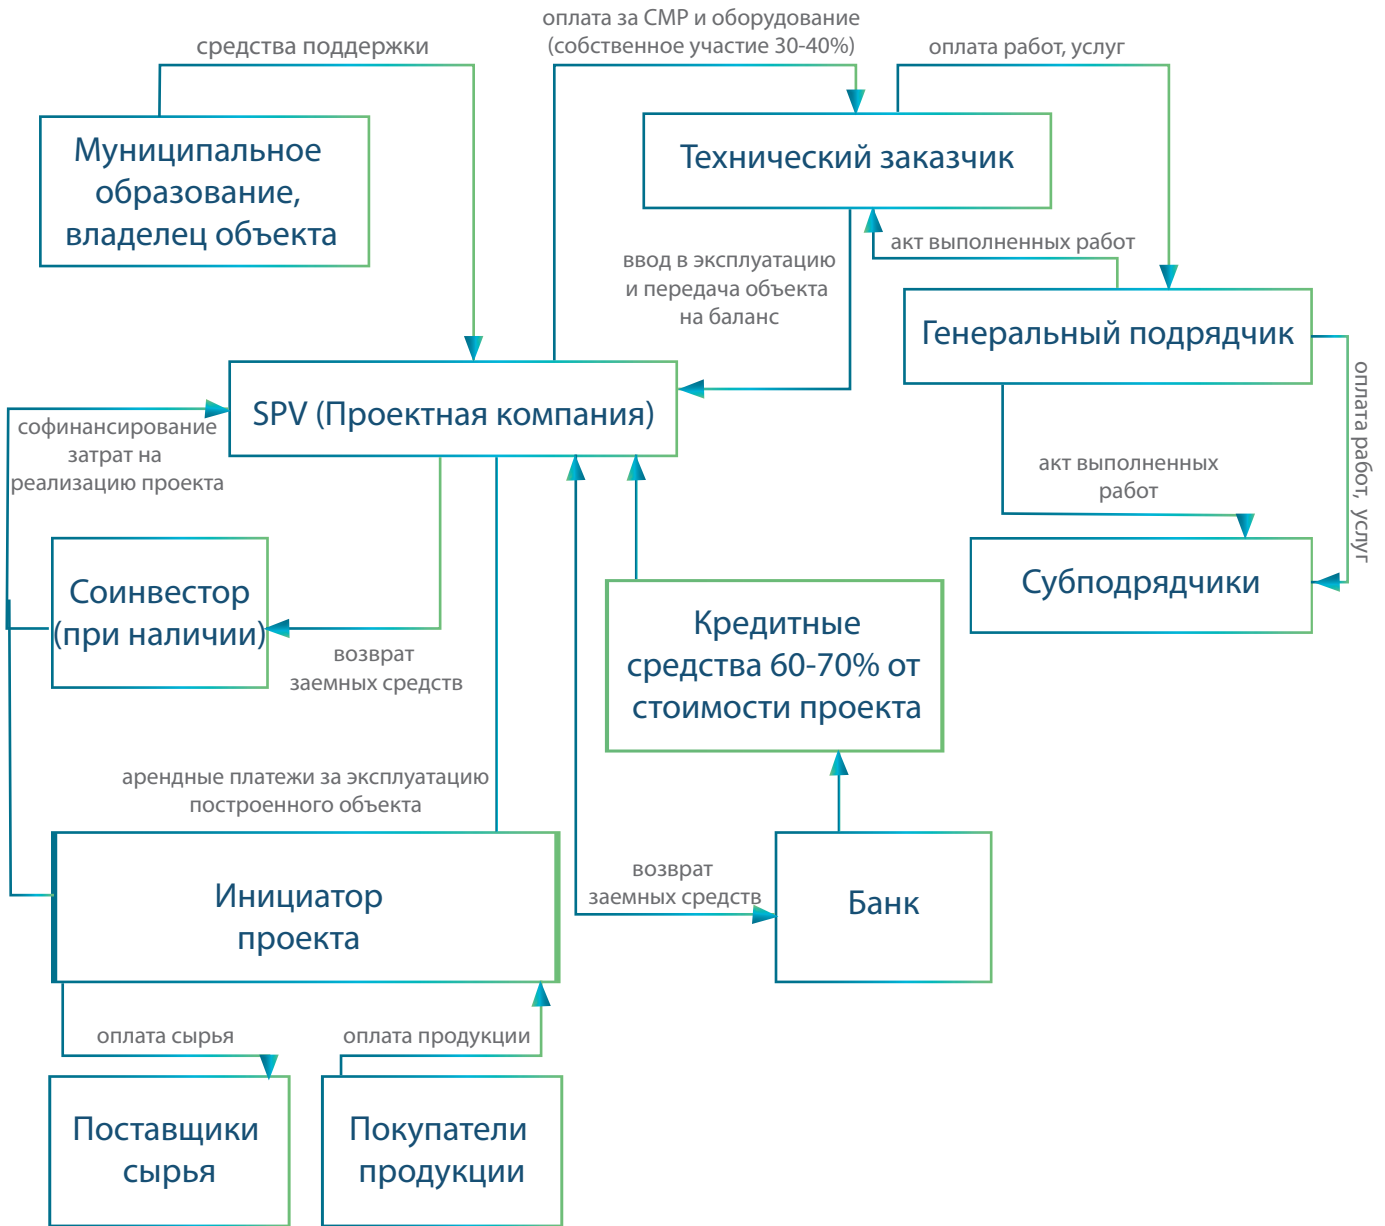 оплата за СМР и оборудование
(собственное участие 30-40%)
средства поддержки
оплата работ, услуг
Муниципальное
образование,
владелец объекта
Технический заказчик
акт выполненных работ
ввод в эксплуатацию
и передача объекта
на баланс
Генеральный подрядчик
оплата работ, услуг
SPV (Проектная компания)
софинансирование
затрат на
реализацию проекта
акт выполненных
работ
Соинвестор
(при наличии)
Субподрядчики
возврат
заемных средств
Кредитные
средства 60-70% от
стоимости проекта
арендные платежи за эксплуатацию
построенного объекта
Инициатор
проекта
возврат
заемных средств
Банк
оплата сырья
оплата продукции
Поставщики
сырья
Покупатели
продукции